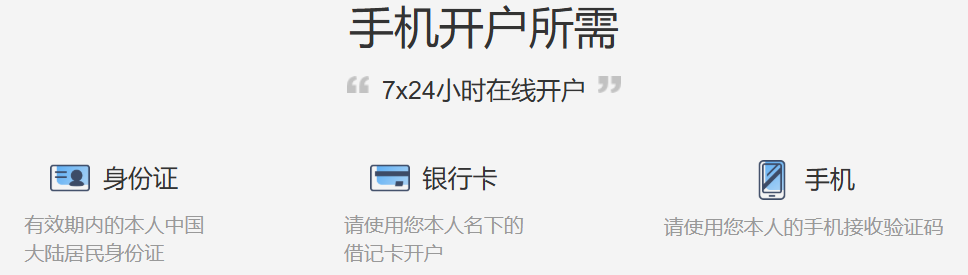 手机开户所需
“ 7x24小时在线开户 ”
身份证
有效期内的本人中国
大陆居民身份证
银行卡
请使用您本人名下的
借记卡开户
手机
请使用您本人的手机接收验证码